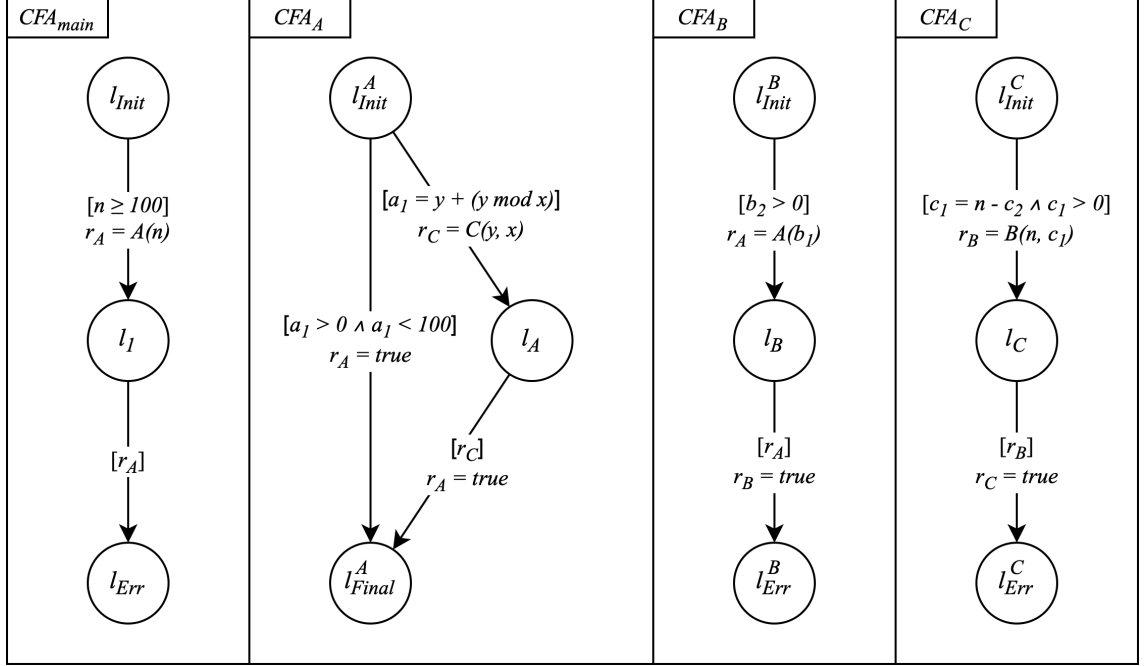 CFA_main
l_Init
[n ≥ 100]
r_A = A(n)
l_1
[r_A]
l_Err
CFA_A
l^A_Init
[a_1 = y + (y mod x)]
r_C = C(y, x)
[a_1 > 0 ∧ a_1 < 100]
r_A = true
l_A
[r_C]
r_A = true
l^A_Final
CFA_B
l^B_Init
[b_2 > 0]
r_A = A(b_1)
l_B
[r_A]
r_B = true
l^B_Err
CFA_C
l^C_Init
[c_1 = n - c_2 ∧ c_1 > 0]
r_B = B(n, c_1)
l_C
[r_B]
r_C = true
l^C_Err